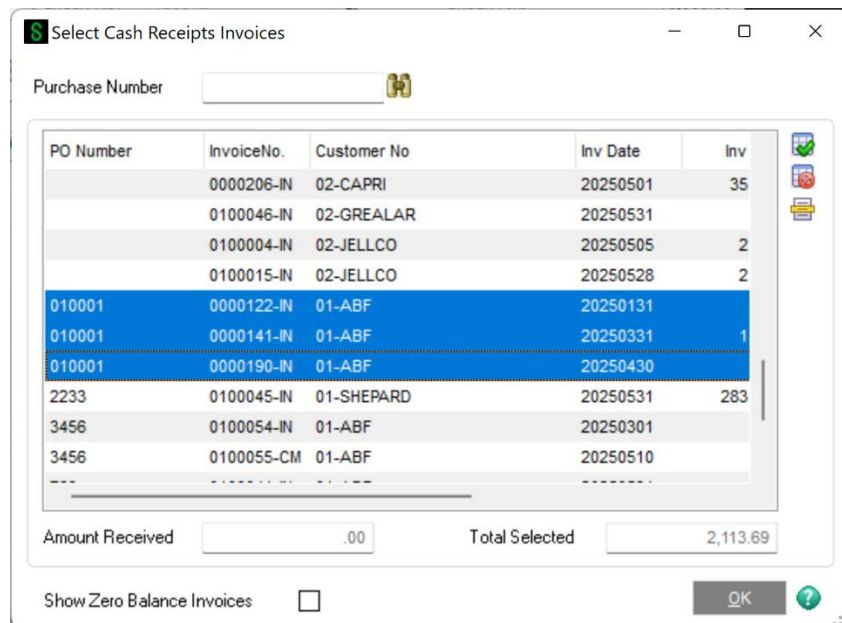 S Select Cash Receipts Invoices
Purchase Number
PO Number InvoiceNo. Customer No Inv Date Inv
0000206-IN 02-CAPRI 20250501 35
0100046-IN 02-GREALAR 20250531
0100004-IN 02-JELLCO 20250505 2
0100015-IN 02-JELLCO 20250528 2
010001 0000122-IN 01-ABF 20250131
010001 0000141-IN 01-ABF 20250331 1
010001 0000190-IN 01-ABF 20250430
2233 0100045-IN 01-SHEPARD 20250531 283
3456 0100054-IN 01-ABF 20250301
3456 0100055-CM 01-ABF 20250510
Amount Received .00 Total Selected 2,113.69
Show Zero Balance Invoices OK ?